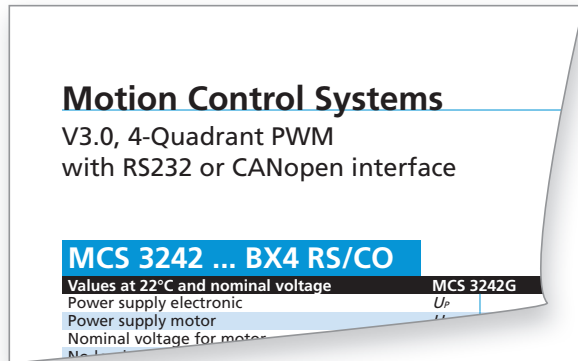 Motion Control Systems
V3.0, 4-Quadrant PWM
with RS232 or CANopen interface
MCS 3242 ... BX4 RS/CO
Values at 22°C and nominal voltage MCS 3242G
Power supply electronic UP
Power supply motor
Nominal voltage for motor